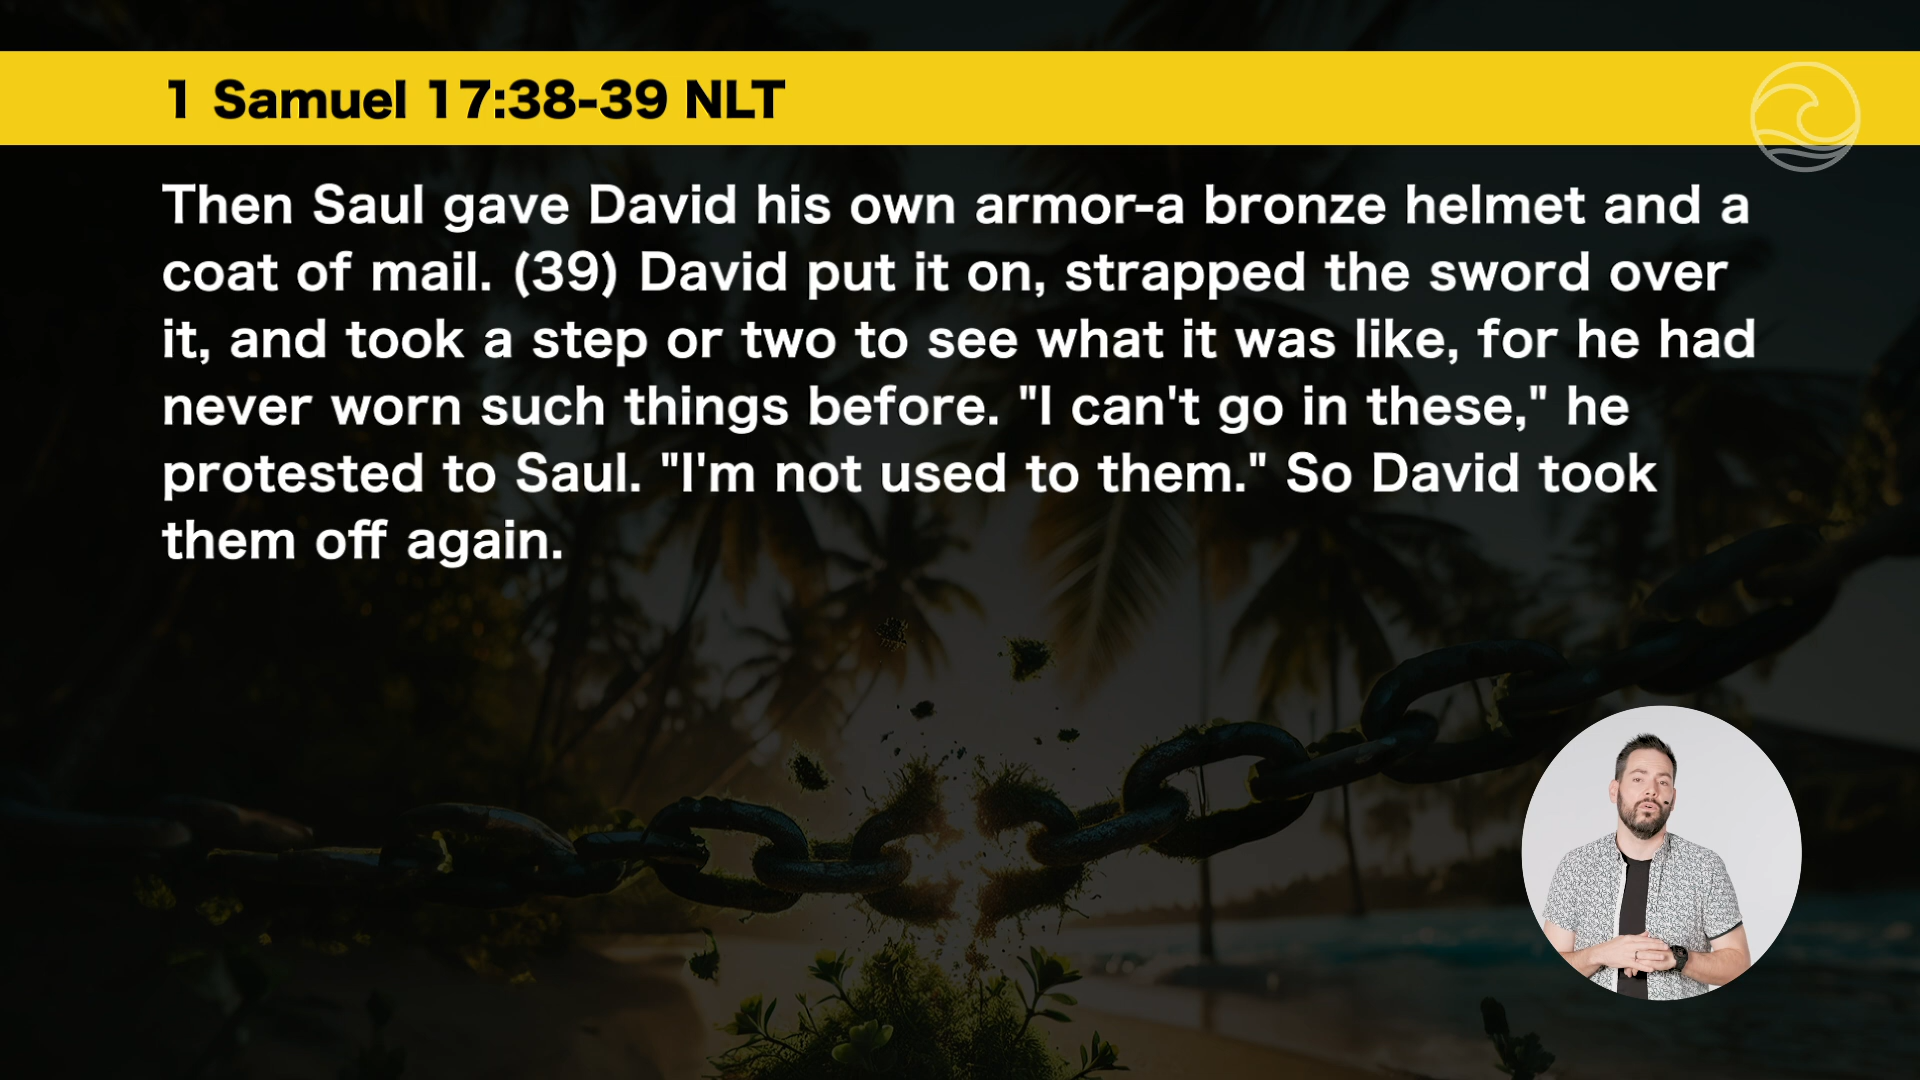 1 Samuel 17:38-39 NLT
Then Saul gave David his own armor-a bronze helmet and a
coat of mail. (39) David put it on, strapped the sword over
it, and took a step or two to see what it was like, for he had
never worn such things before. "I can't go in these," he
protested to Saul. "I'm not used to them." So David took
them off again.